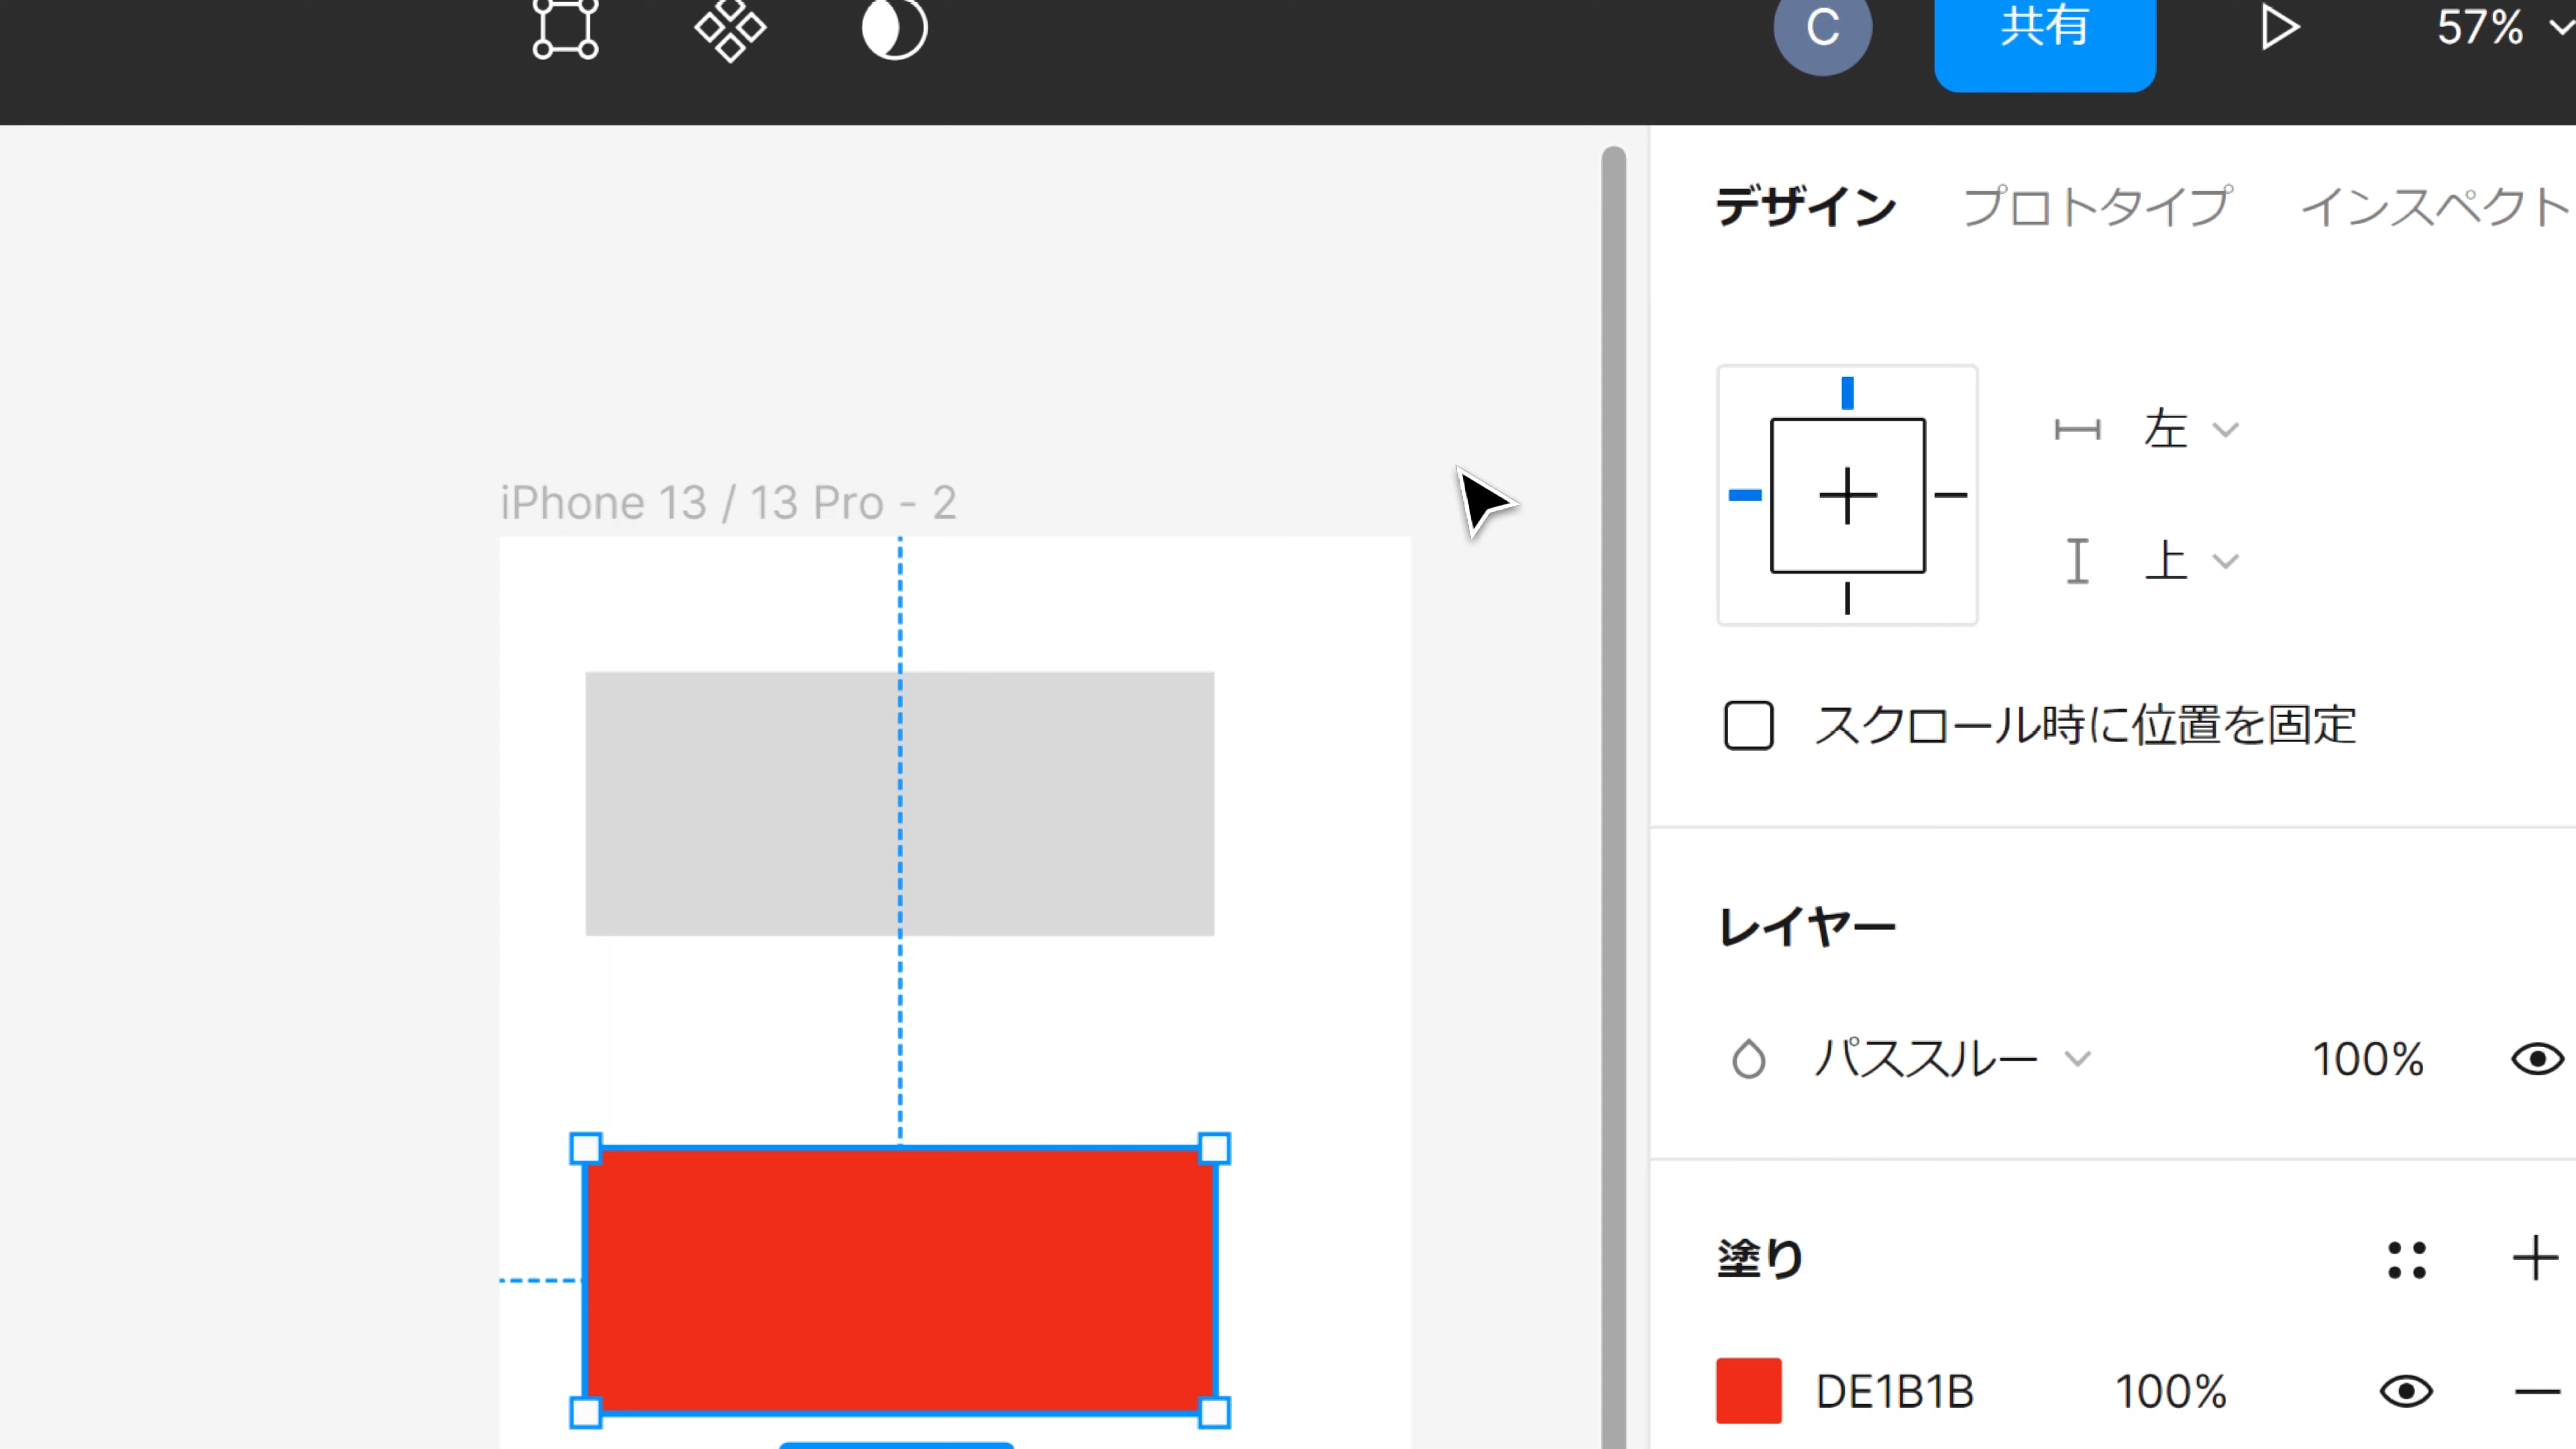 C
共有
57%
デザイン プロトタイプ インスペクト
左
iPhone 13 / 13 Pro - 2
上
スクロール時に位置を固定
レイヤー
パススルー 100%
塗り
DE1B1B 100%